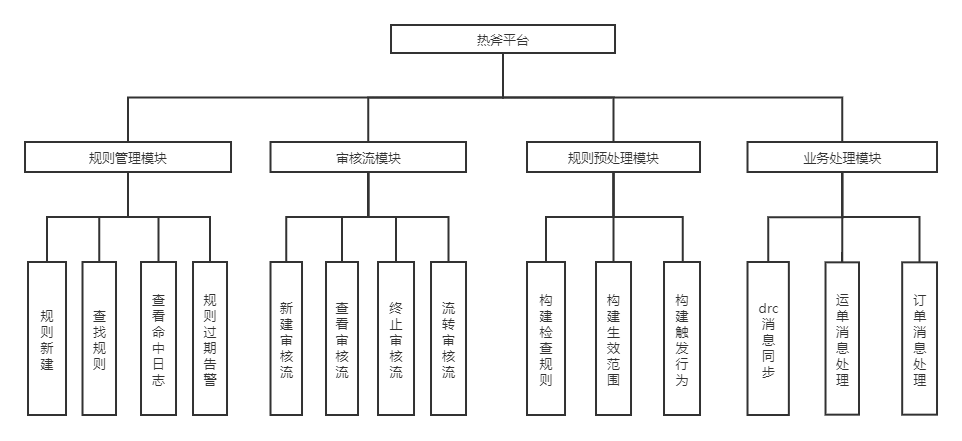 热斧平台
规则管理模块
审核流模块
规则预处理模块
业务处理模块
规则新建
查找规则
查看命中日志
规则过期告警
新建审核流
查看审核流
终止审核流
流转审核流
构建检查规则
构建生效范围
构建触发行为
drc消息同步
运单消息处理
订单消息处理